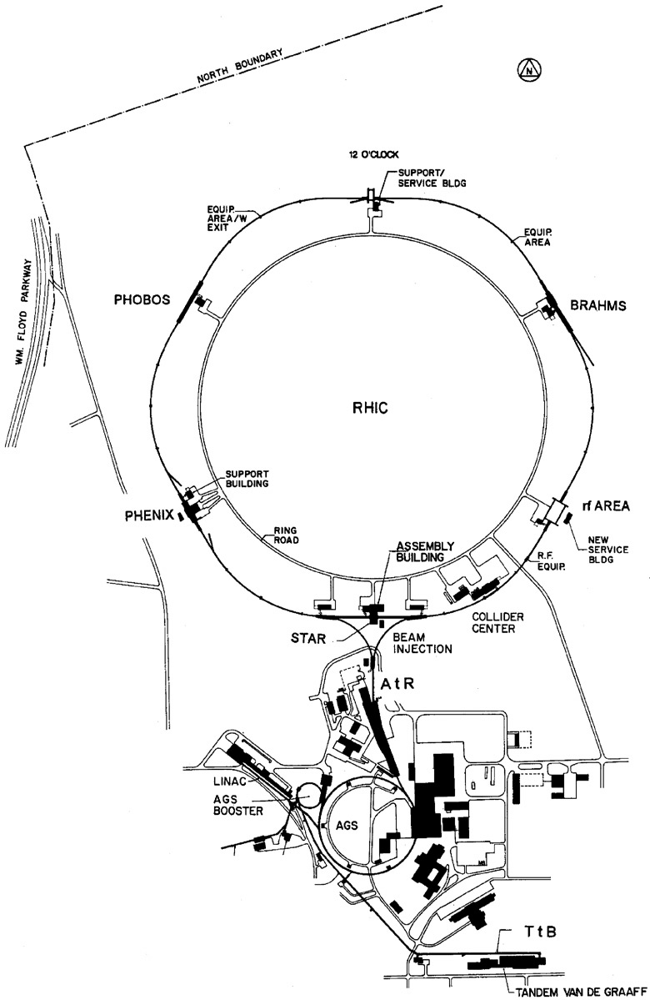 NORTH BOUNDARY
N
12 O'CLOCK
SUPPORT/
SERVICE BLDG
EQUIP.
AREA/W
EXIT
EQUIP.
AREA
WM. FLOYD PARKWAY
PHOBOS
BRAHMS
RHIC
SUPPORT
BUILDING
PHENIX
rf AREA
RING
ROAD
NEW
SERVICE
BLDG
ASSEMBLY
BUILDING
R.F.
EQUIP.
STAR
BEAM
INJECTION
COLLIDER
CENTER
AtR
LINAC
AGS
BOOSTER
AGS
TtB
TANDEM VAN DE GRAAFF